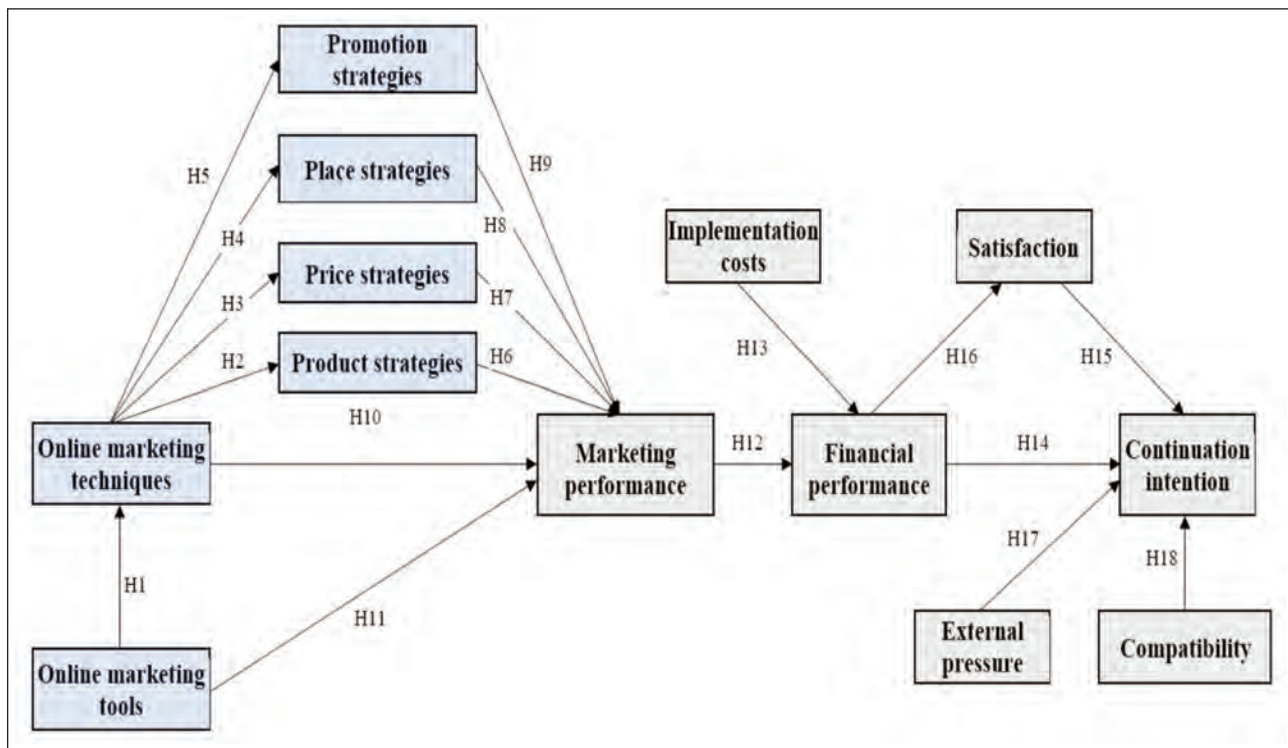 Promotion
strategies
H5
Place strategies
H9
H4
H8
Implementation
costs
Satisfaction
Price strategies
H3
H7
H2
Product strategies
H6
H13
H16
H15
H10
Online marketing
techniques
Marketing
performance
H12
Financial
performance
H14
Continuation
intention
H17
H18
H1
H11
Online marketing
tools
External
pressure
Compatibility